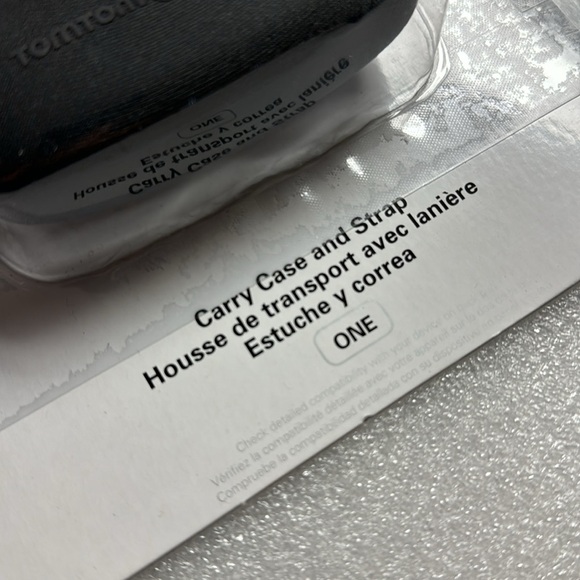 TOMTOM
Carry Case and Strap
Housse de transport avec lanière
Estuche y correa
ONE
Check detailed compatibility with your device on
Vérifiez la compatibilité détaillée avec votre appareil sur
Compruebe la compatibilidad detallada con su dispositivo